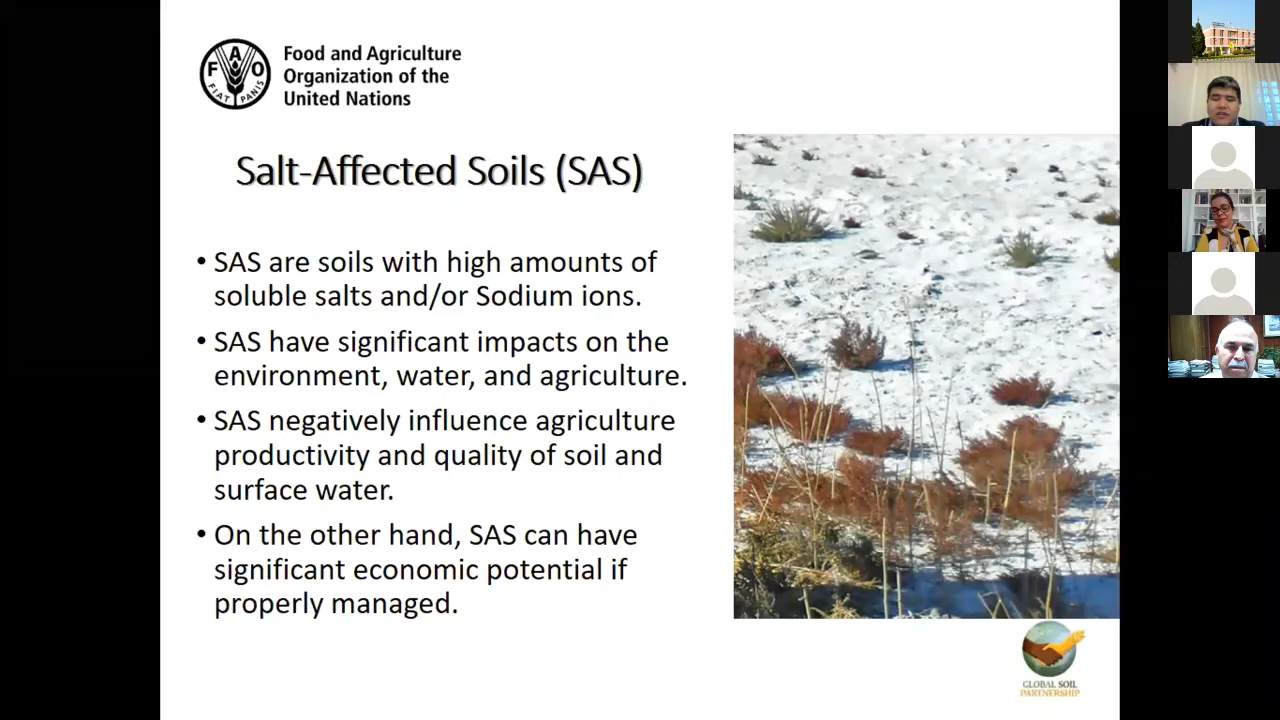 FAO
FIAT PANIS
Food and Agriculture
Organization of the
United Nations
Salt-Affected Soils (SAS)
• SAS are soils with high amounts of
soluble salts and/or Sodium ions.
• SAS have significant impacts on the
environment, water, and agriculture.
• SAS negatively influence agriculture
productivity and quality of soil and
surface water.
• On the other hand, SAS can have
significant economic potential if
properly managed.
GLOBAL SOIL
PARTNERSHIP